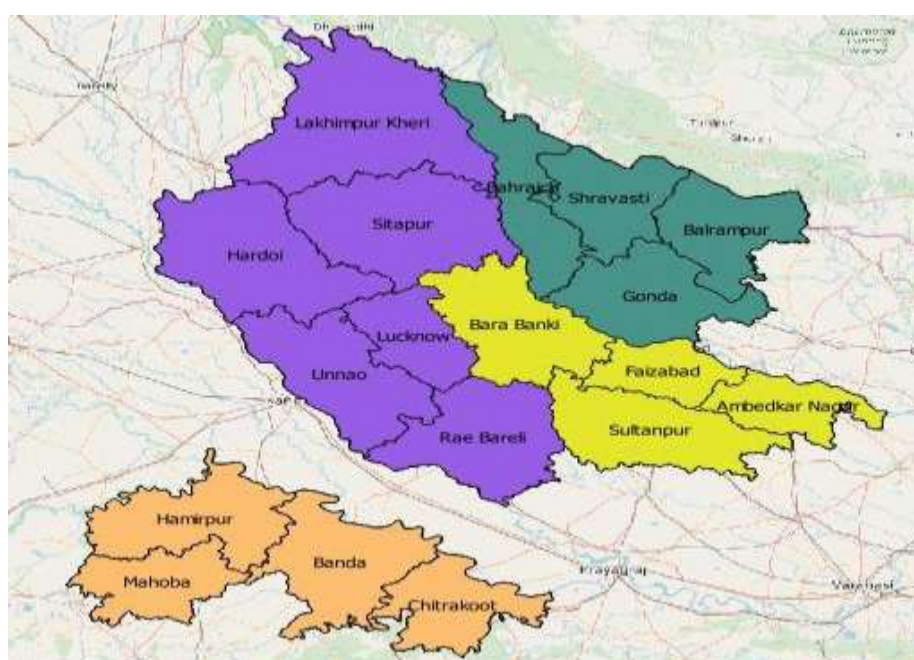 Lakhimpur Kheri
Shravasti
Sitapur
Balrampur
Hardoi
Gonda
Bara Banki
Lucknow
Unnao
Faizabad
Ambedkar Nagar
Sultanpur
Rae Bareli
Hamirpur
Banda
Prayagraj
Mahoba
Varanasi
Chitrakoot